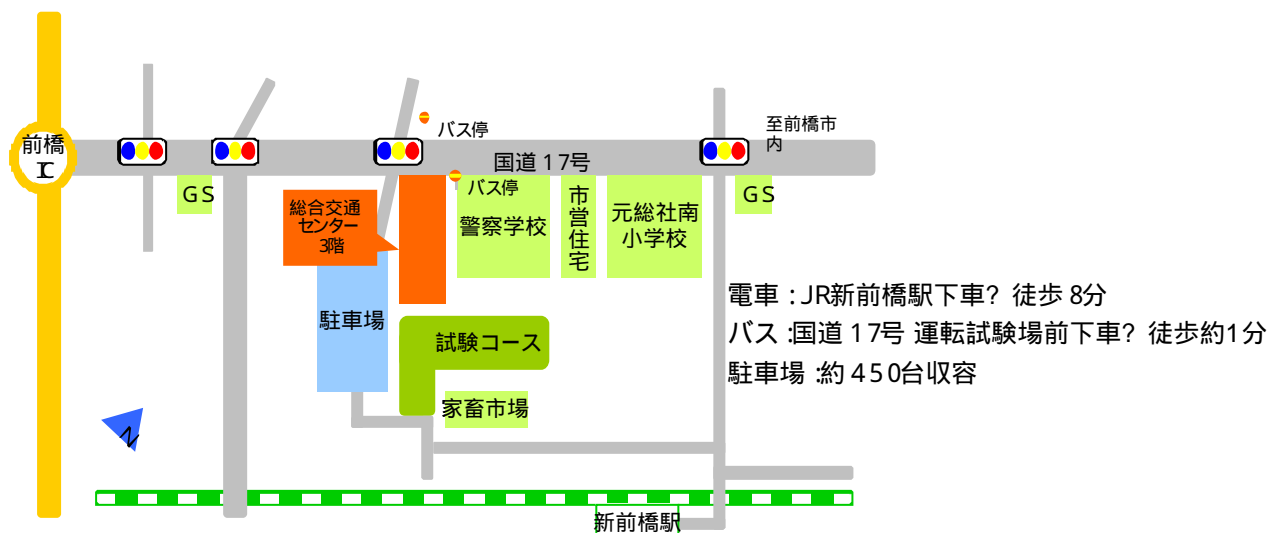 前橋
IC
バス停
至前橋市
内
国道17号
GS
総合交通
センター
3階
バス停
警察学校
市営住宅
元総社南
小学校
GS
駐車場
試験コース
家畜市場
電車:JR新前橋駅下車?徒歩8分
バス:国道17号 運転試験場前下車?徒歩約1分
駐車場:約450台収容
N
新前橋駅